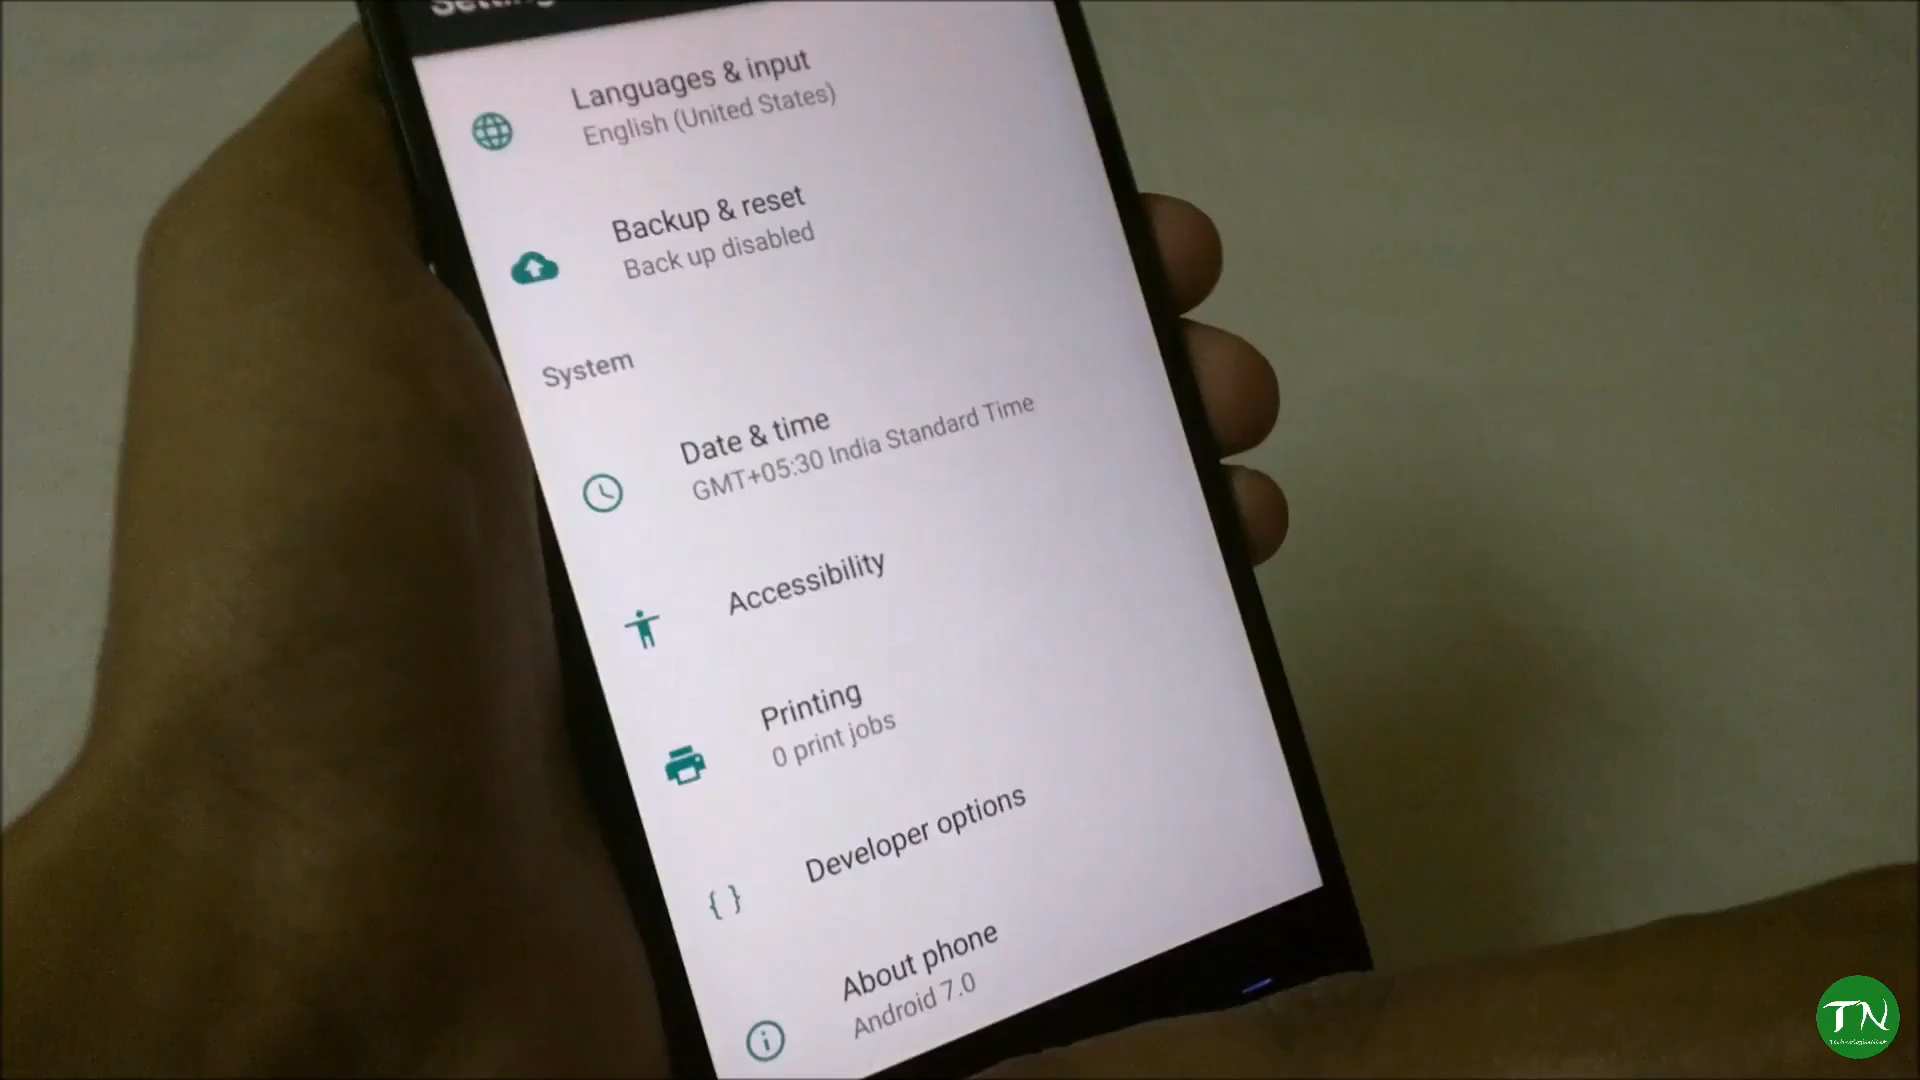 Settings
Languages & input
English (United States)
Backup & reset
Back up disabled
System
Date & time
GMT+05:30 India Standard Time
Accessibility
Printing
0 print jobs
Developer options
{ }
About phone
Android 7.0
TN